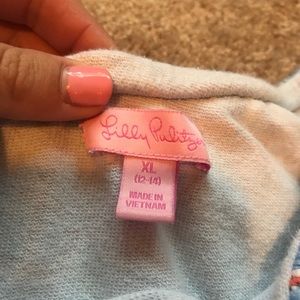 Lilly Pulitzer
XL
(12-14)
MADE IN
VIETNAM